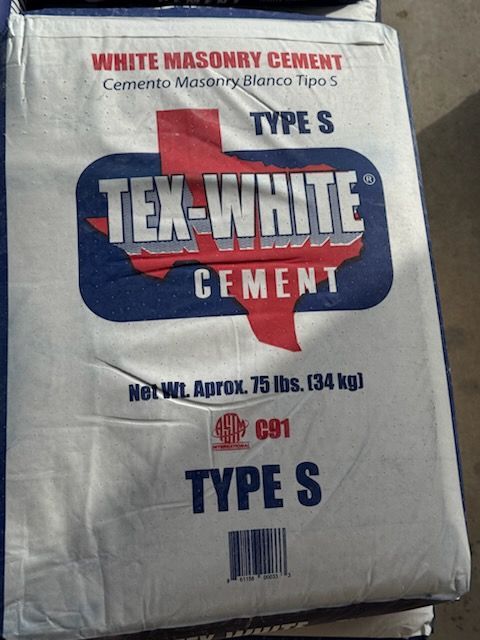 WHITE MASONRY CEMENT
Cemento Masonry Blanco Tipo S
TYPE S
TEX-WHITE®
CEMENT
Net Wt. Aprox. 75 lbs. (34 kg)
ASTM C91
INTERNATIONAL
TYPE S